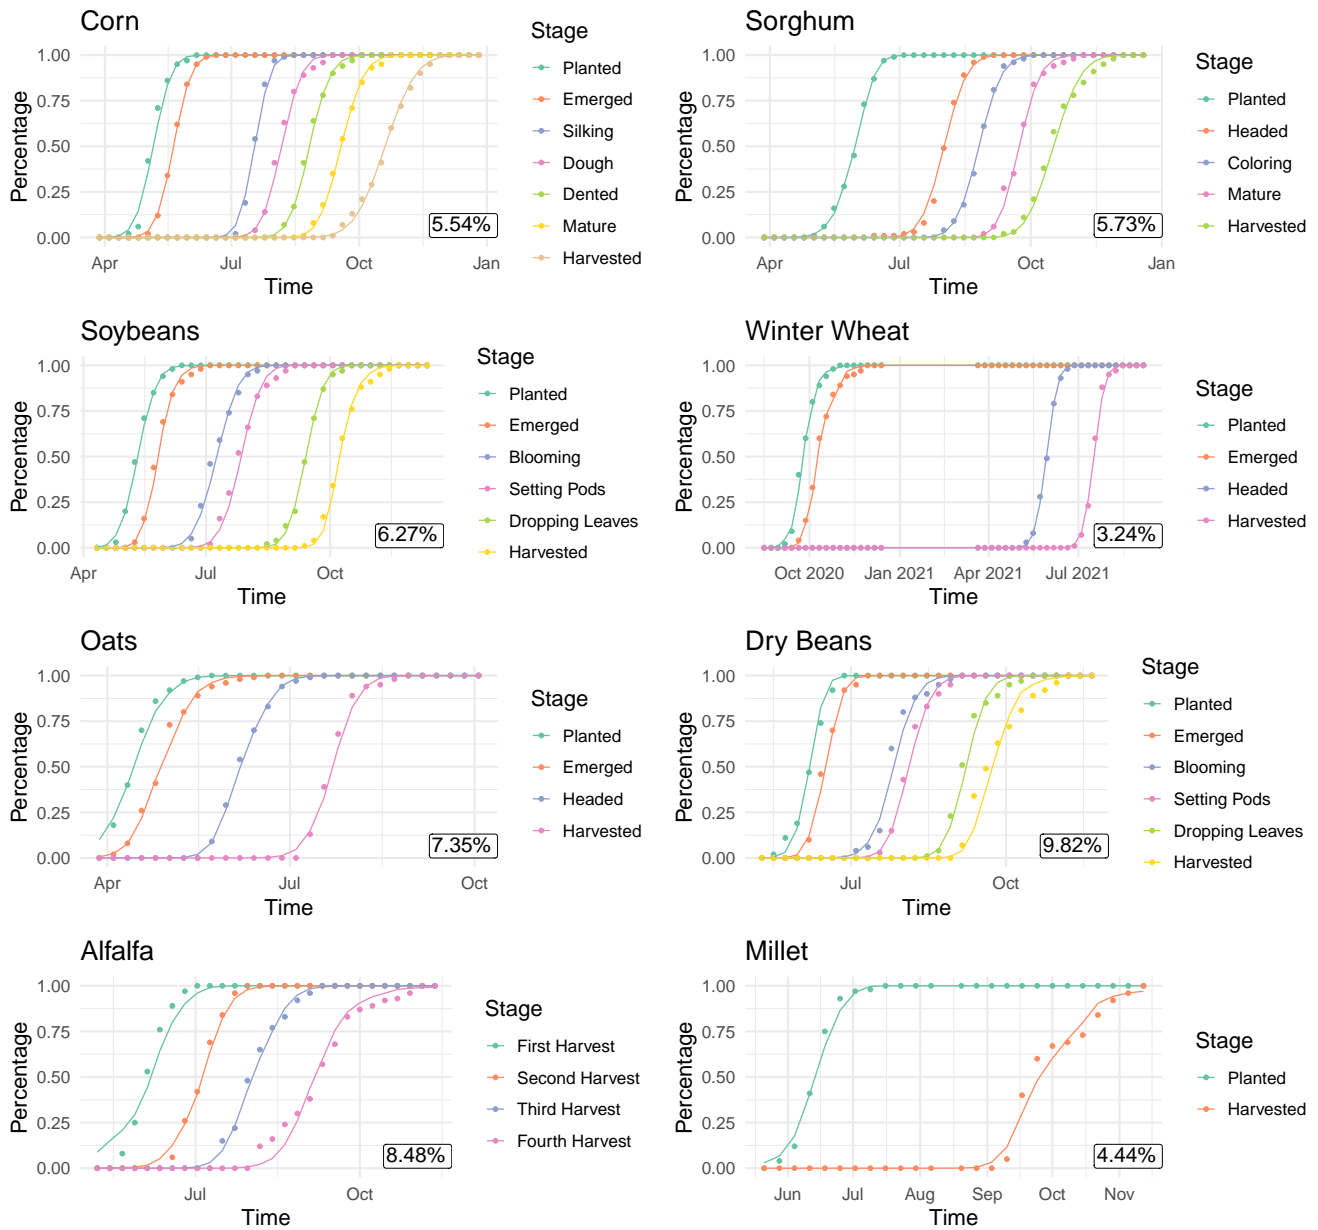 Corn
Percentage
1.00
0.75
0.50
0.25
0.00
5.54%
Apr
Jul
Oct
Jan
Time
Stage
Planted
Emerged
Silking
Dough
Dented
Mature
Harvested
Sorghum
Percentage
1.00
0.75
0.50
0.25
0.00
5.73%
Apr
Jul
Oct
Jan
Time
Stage
Planted
Headed
Coloring
Mature
Harvested
Soybeans
Percentage
1.00
0.75
0.50
0.25
0.00
6.27%
Apr
Jul
Oct
Time
Stage
Planted
Emerged
Blooming
Setting Pods
Dropping Leaves
Harvested
Winter Wheat
Percentage
1.00
0.75
0.50
0.25
0.00
3.24%
Oct 2020
Jan 2021
Apr 2021
Jul 2021
Time
Stage
Planted
Emerged
Headed
Harvested
Oats
Percentage
1.00
0.75
0.50
0.25
0.00
7.35%
Apr
Jul
Oct
Time
Stage
Planted
Emerged
Headed
Harvested
Dry Beans
Percentage
1.00
0.75
0.50
0.25
0.00
9.82%
Jul
Oct
Time
Stage
Planted
Emerged
Blooming
Setting Pods
Dropping Leaves
Harvested
Alfalfa
Percentage
1.00
0.75
0.50
0.25
0.00
8.48%
Jul
Oct
Time
Stage
First Harvest
Second Harvest
Third Harvest
Fourth Harvest
Millet
Percentage
1.00
0.75
0.50
0.25
0.00
4.44%
Jun
Jul
Aug
Sep
Oct
Nov
Time
Stage
Planted
Harvested